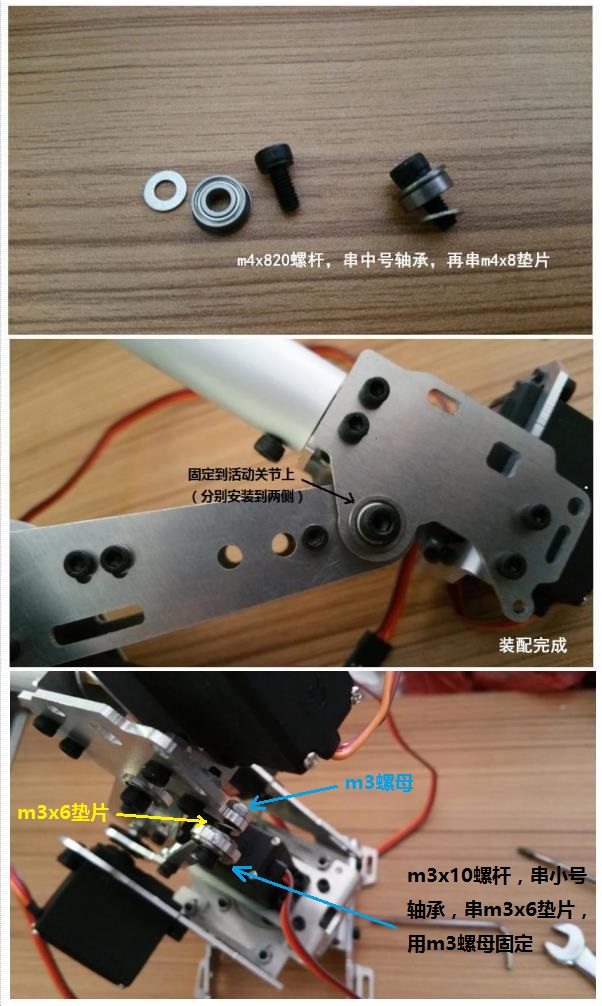 m4x820螺杆，串中号轴承，再串m4x8垫片
固定到活动关节上
（分别安装到两侧）
装配完成
m3螺母
m3x6垫片
m3x10螺杆，串小号
轴承，串m3x6垫片，
用m3螺母固定